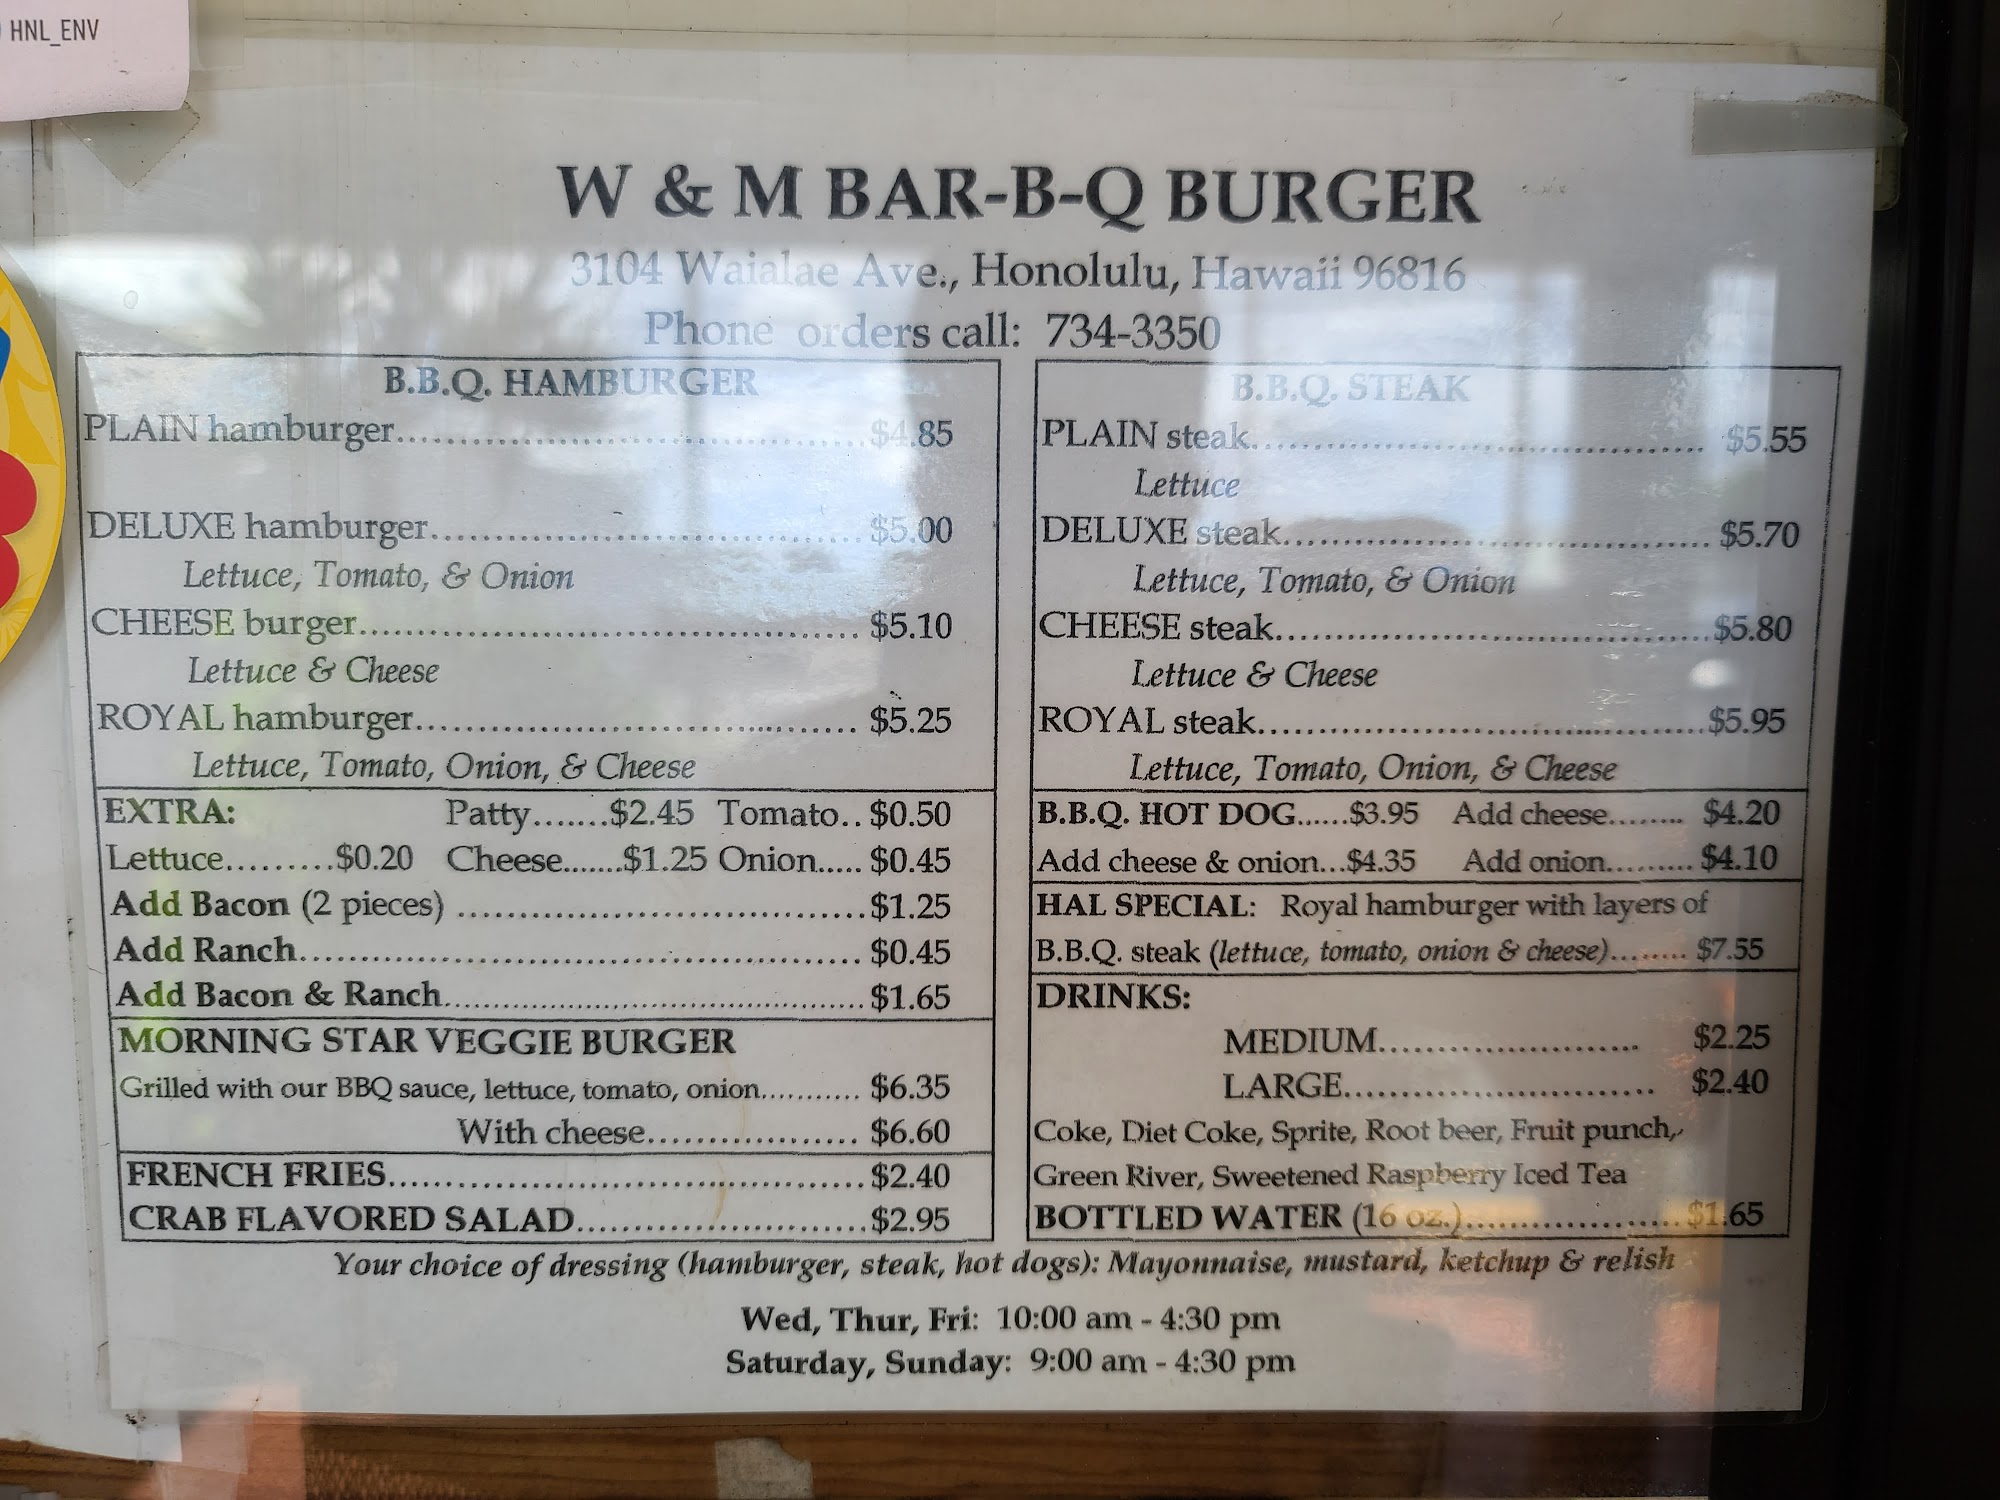 HNL_ENV
W & M BAR-B-Q BURGER
3104 Waialae Ave., Honolulu, Hawaii 96816
Phone orders call: 734-3350
B.B.Q. HAMBURGER
PLAIN hamburger..........$4.85
DELUXE hamburger..........$5.00
Lettuce, Tomato, & Onion
CHEESE burger..........$5.10
Lettuce & Cheese
ROYAL hamburger..........$5.25
Lettuce, Tomato, Onion, & Cheese
EXTRA: Patty.......$2.45 Tomato..$0.50
Lettuce.........$0.20 Cheese.......$1.25 Onion.....$0.45
Add Bacon (2 pieces)..........$1.25
Add Ranch..........$0.45
Add Bacon & Ranch..........$1.65
MORNING STAR VEGGIE BURGER
Grilled with our BBQ sauce, lettuce, tomato, onion...........$6.35
With cheese..........$6.60
FRENCH FRIES..........$2.40
CRAB FLAVORED SALAD..........$2.95
B.B.Q. STEAK
PLAIN steak..........$5.55
Lettuce
DELUXE steak..........$5.70
Lettuce, Tomato, & Onion
CHEESE steak..........$5.80
Lettuce & Cheese
ROYAL steak..........$5.95
Lettuce, Tomato, Onion, & Cheese
B.B.Q. HOT DOG......$3.95 Add cheese........$4.20
Add cheese & onion...$4.35 Add onion.........$4.10
HAL SPECIAL: Royal hamburger with layers of
B.B.Q. steak (lettuce, tomato, onion & cheese)........$7.55
DRINKS:
MEDIUM..........$2.25
LARGE..........$2.40
Coke, Diet Coke, Sprite, Root beer, Fruit punch,
Green River, Sweetened Raspberry Iced Tea
BOTTLED WATER (16 oz.)..........$1.65
Your choice of dressing (hamburger, steak, hot dogs): Mayonnaise, mustard, ketchup & relish
Wed, Thur, Fri: 10:00 am - 4:30 pm
Saturday, Sunday: 9:00 am - 4:30 pm